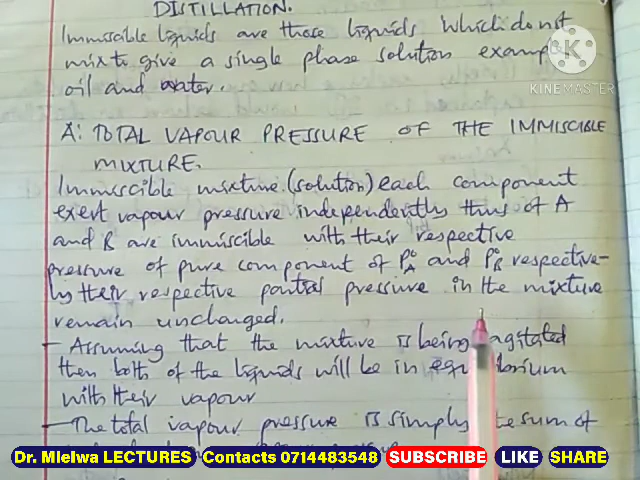 DISTILLATION.
Immiscible liquids are those liquids which do not
mix to give a single phase solution example
oil and water.
K
KINEMASTER
A: TOTAL VAPOUR PRESSURE OF THE IMMISCIBLE
MIXTURE.
Immiscible mixture (solution) each component
exert vapour pressure independently thus of A
and B are immiscible with their respective
pressure of pure component of P°A and P°B respective-
ly their respective partial pressure in the mixture
remain unchanged.
- Assuming that the mixture is being agitated
then both of the liquids will be in equilibrium
with their vapour
- The total vapour pressure is simply the sum of
Dr. Mlelwa LECTURES Contacts 0714483548 SUBSCRIBE LIKE SHARE